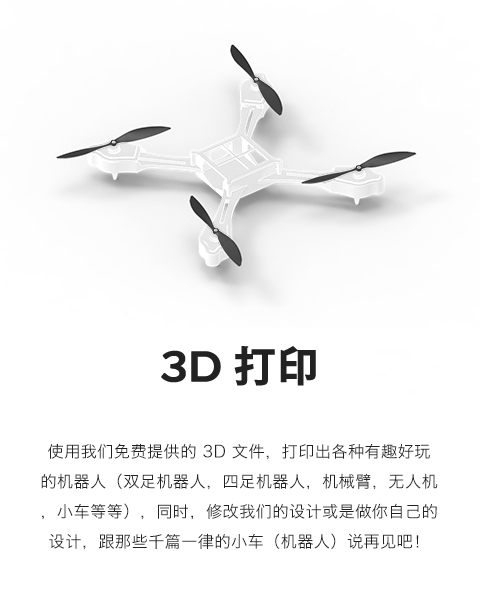 3D 打印
使用我们免费提供的 3D 文件，打印出各种有趣好玩
的机器人（双足机器人，四足机器人，机械臂，无人机
，小车等等），同时，修改我们的设计或是做你自己的
设计，跟那些千篇一律的小车（机器人）说再见吧！